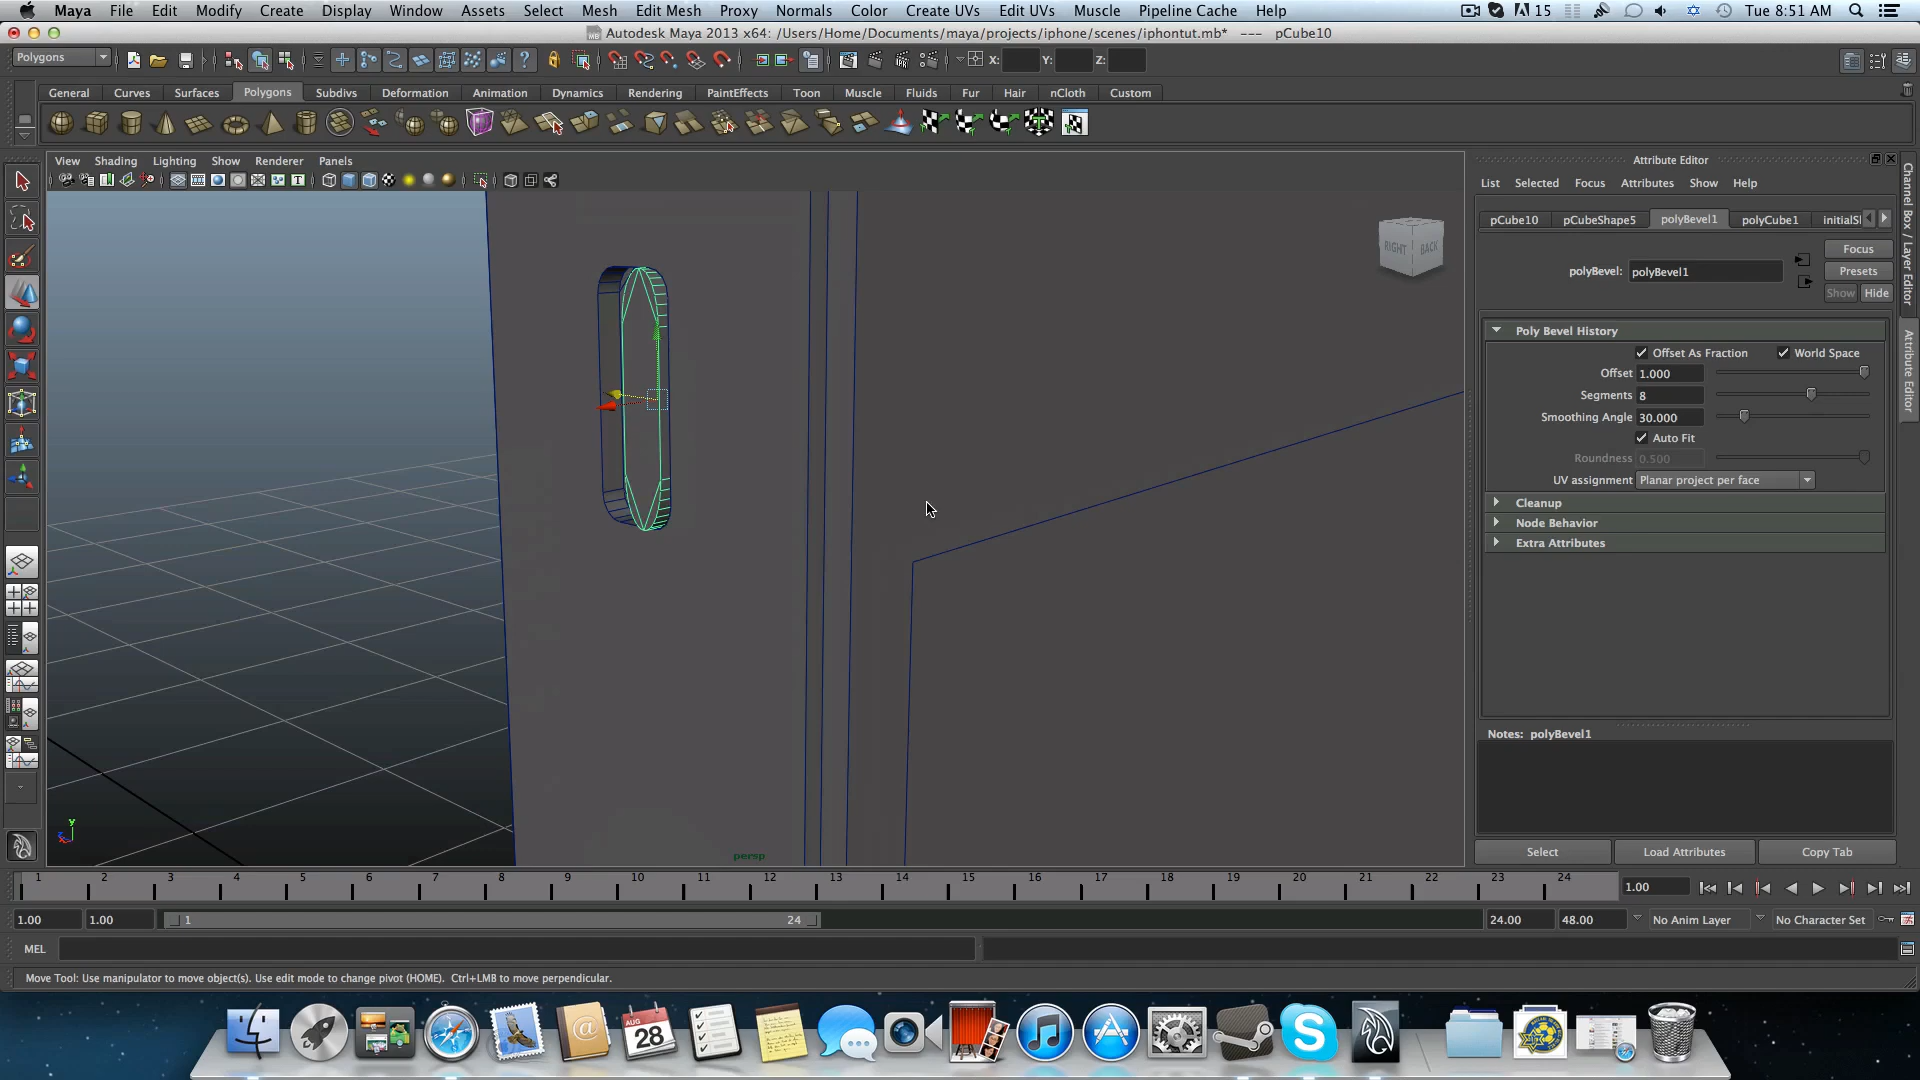 Maya File Edit Modify Create Display Window Assets Select Mesh Edit Mesh Proxy Normals Color Create UVs Edit UVs Muscle Pipeline Cache Help 15 Tue 8:51 AM
Autodesk Maya 2013 x64: /Users/Home/Documents/maya/projects/iphone/scenes/iphontut.mb* --- pCube10
Polygons X: Y: Z:
General Curves Surfaces Polygons Subdivs Deformation Animation Dynamics Rendering PaintEffects Toon Muscle Fluids Fur Hair nCloth Custom
View Shading Lighting Show Renderer Panels
Attribute Editor
List Selected Focus Attributes Show Help
pCube10 pCubeShape5 polyBevel1 polyCube1 initialSl
Focus
polyBevel: polyBevel1 Presets
Show Hide
Poly Bevel History
Offset As Fraction World Space
Offset 1.000
Segments 8
Smoothing Angle 30.000
Auto Fit
Roundness 0.500
UV assignment Planar project per face
Cleanup
Node Behavior
Extra Attributes
Notes: polyBevel1
Select Load Attributes Copy Tab
Channel Box / Layer Editor
Attribute Editor
RIGHT BACK
y
z x
persp
1 2 3 4 5 6 7 8 9 10 11 12 13 14 15 16 17 18 19 20 21 22 23 24 1.00
1.00 1.00 1 24 24.00 48.00 No Anim Layer No Character Set
MEL
Move Tool: Use manipulator to move object(s). Use edit mode to change pivot (HOME). Ctrl+LMB to move perpendicular.
AUG
28